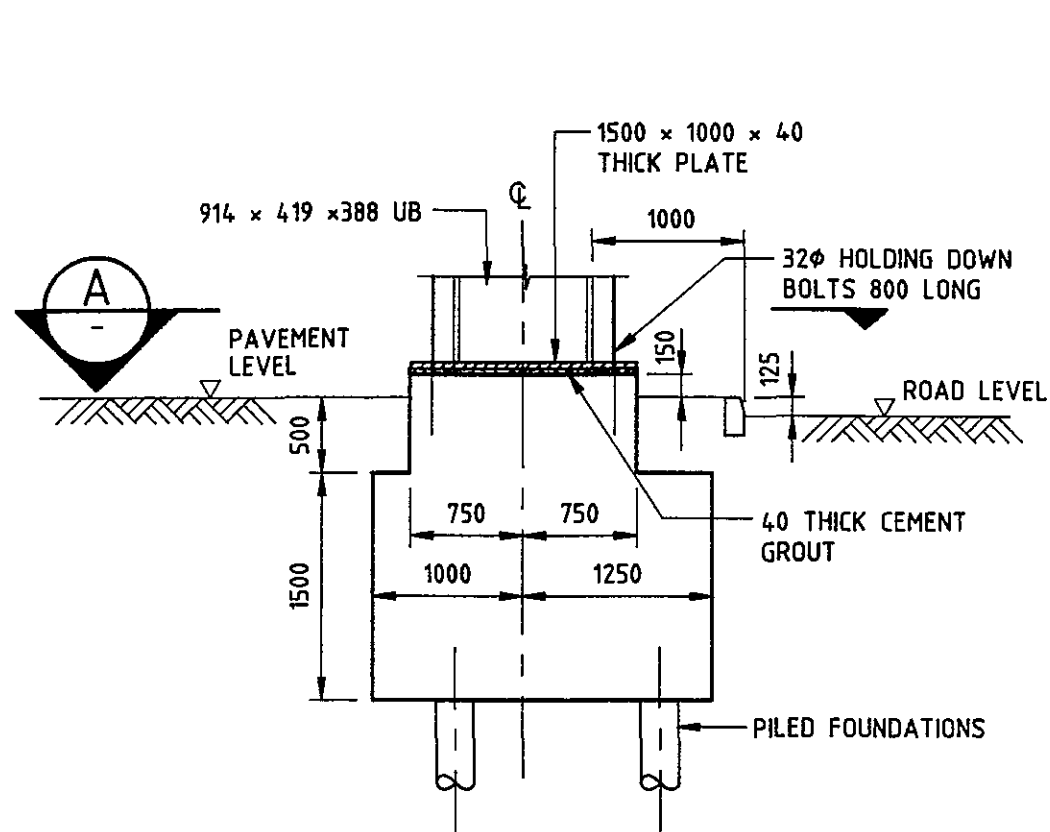 1500 × 1000 × 40
THICK PLATE
℄
914 × 419 ×388 UB
1000
32ϕ HOLDING DOWN
BOLTS 800 LONG
A
-
PAVEMENT
LEVEL
150
125
ROAD LEVEL
500
750
750
40 THICK CEMENT
GROUT
1500
1000
1250
PILED FOUNDATIONS